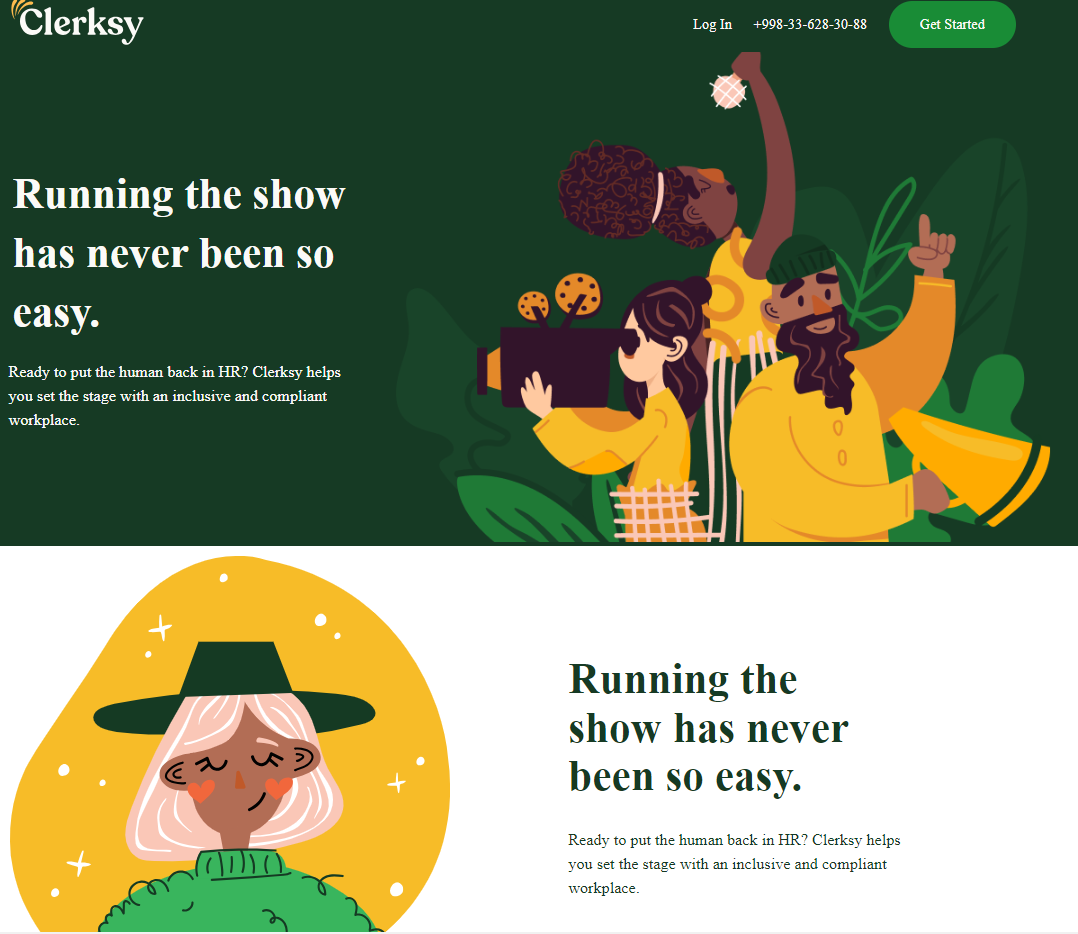 Clerksy
Log In
+998-33-628-30-88
Get Started
Running the show
has never been so
easy.
Ready to put the human back in HR? Clerksy helps
you set the stage with an inclusive and compliant
workplace.
Running the
show has never
been so easy.
Ready to put the human back in HR? Clerksy helps
you set the stage with an inclusive and compliant
workplace.